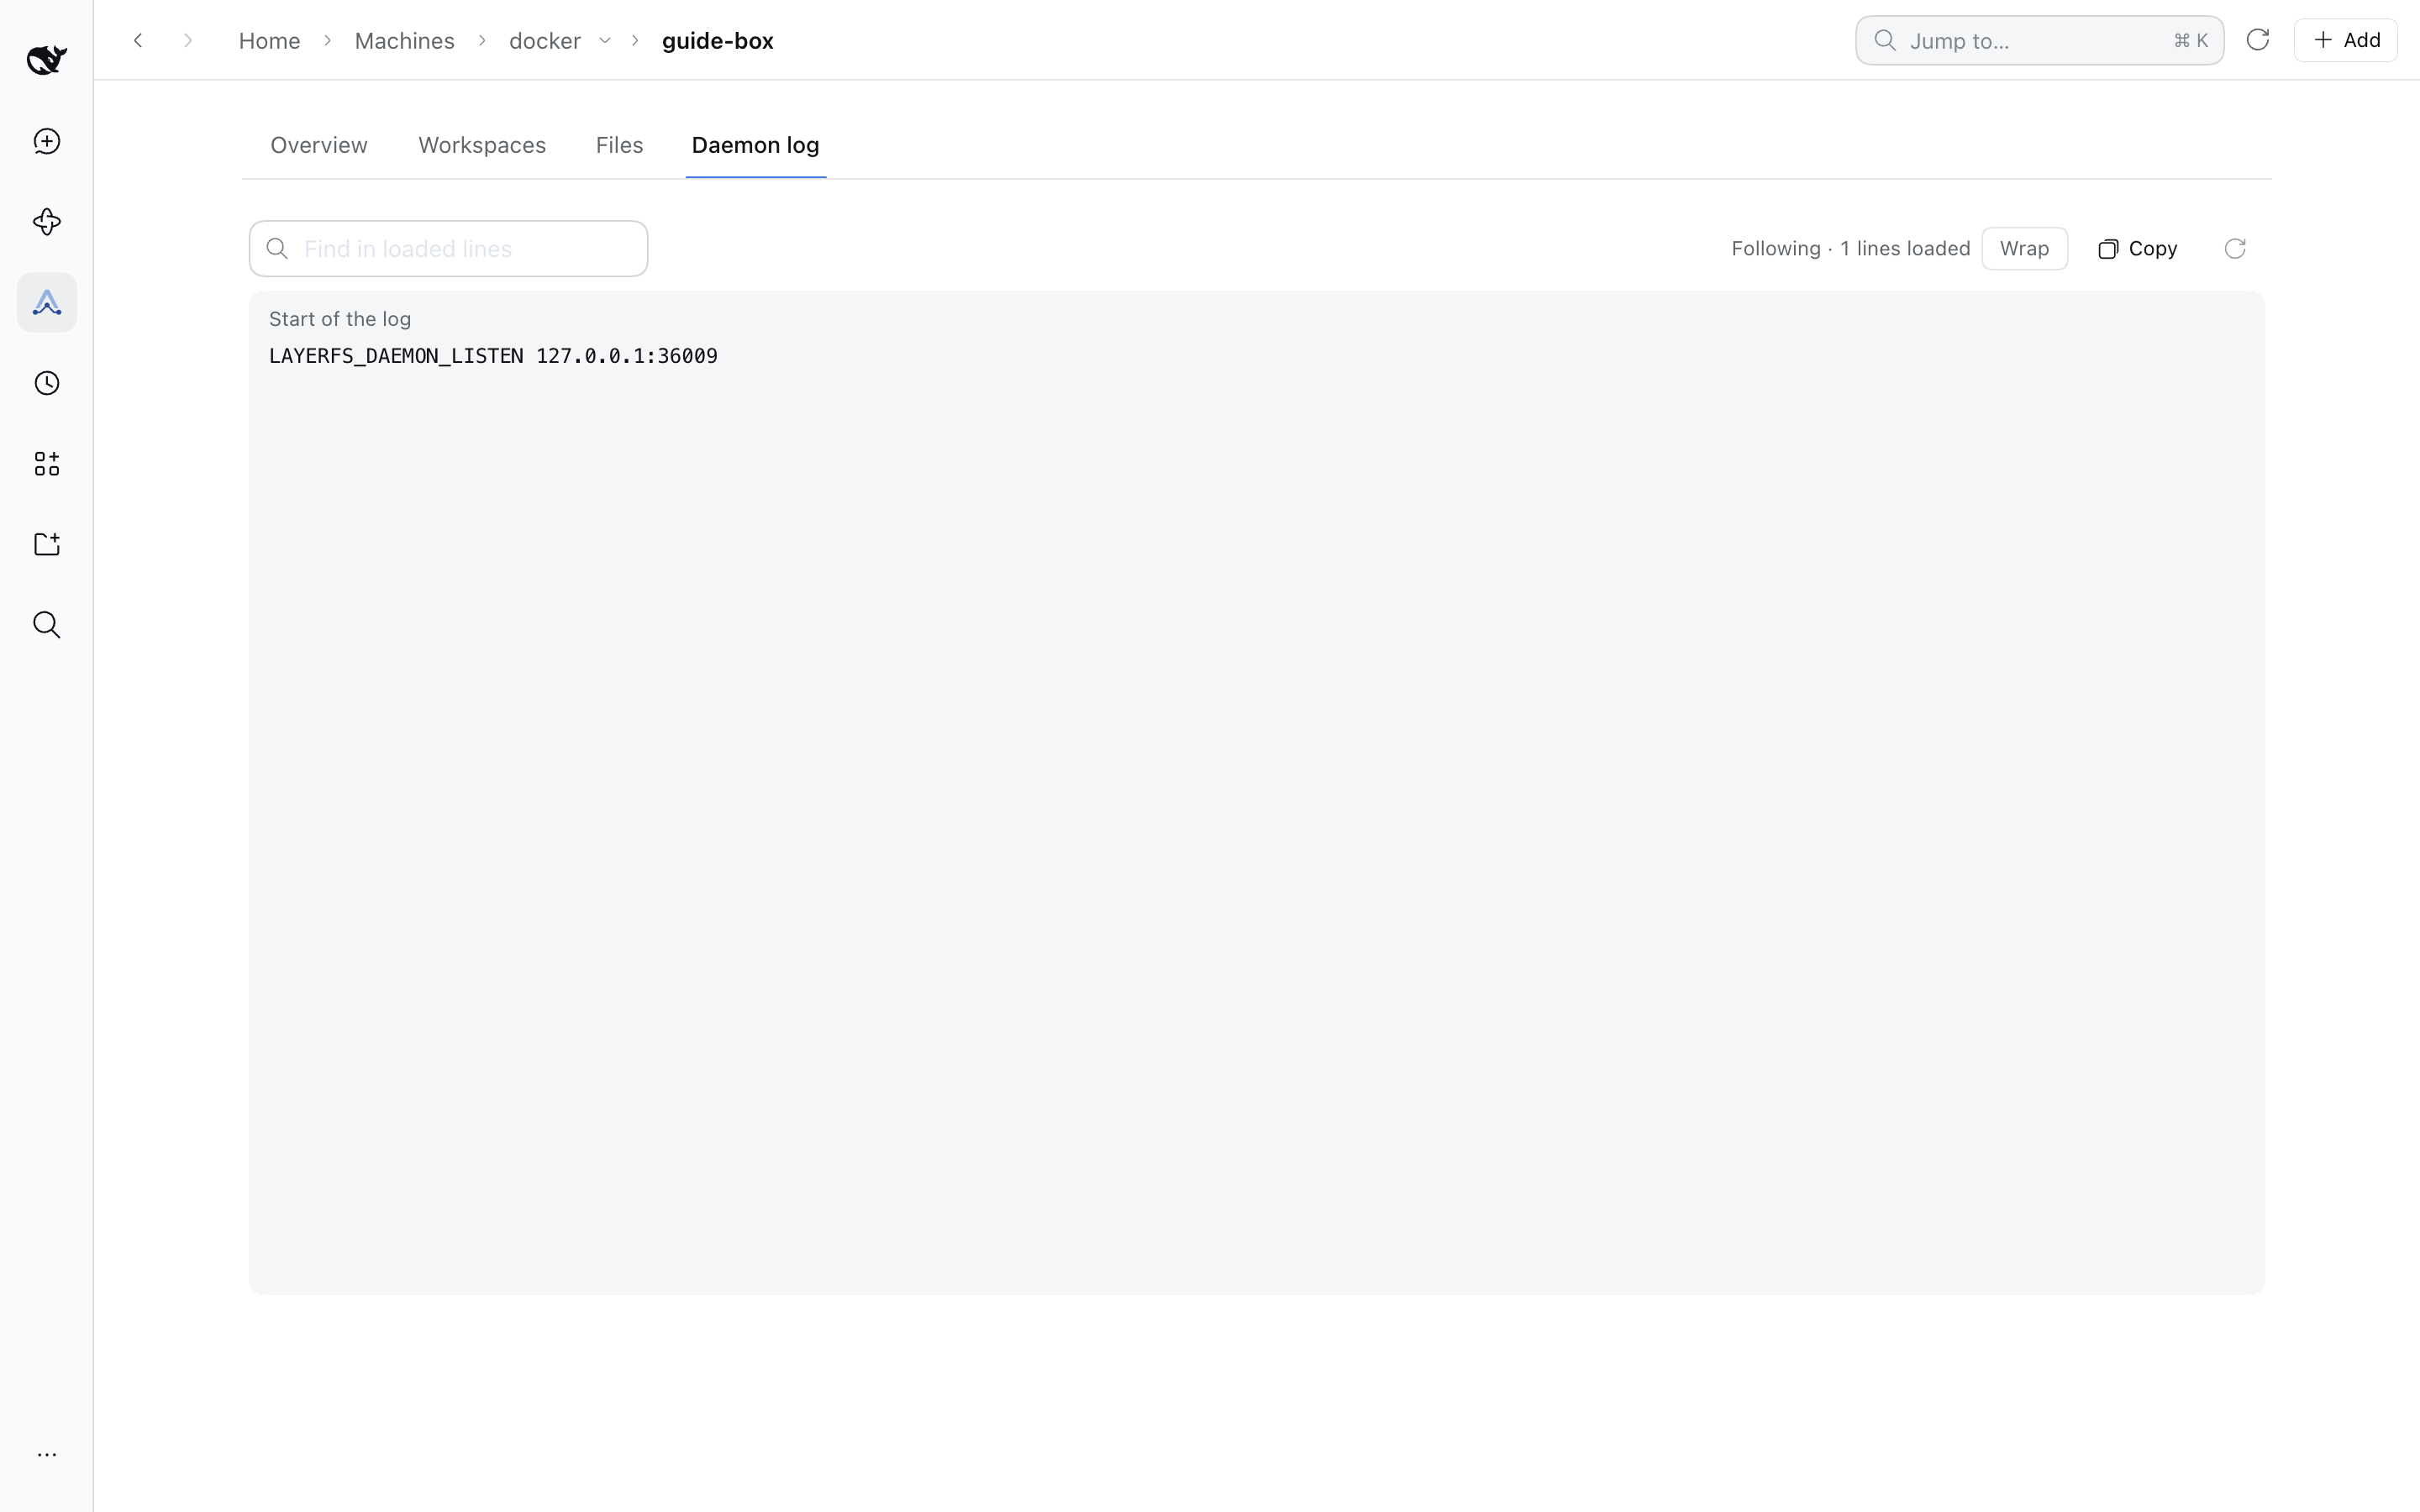 Home > Machines > docker > guide-box
Jump to...
⌘ K
Add
Overview
Workspaces
Files
Daemon log
Find in loaded lines
Following · 1 lines loaded
Wrap
Copy
Start of the log
LAYERFS_DAEMON_LISTEN 127.0.0.1:36009